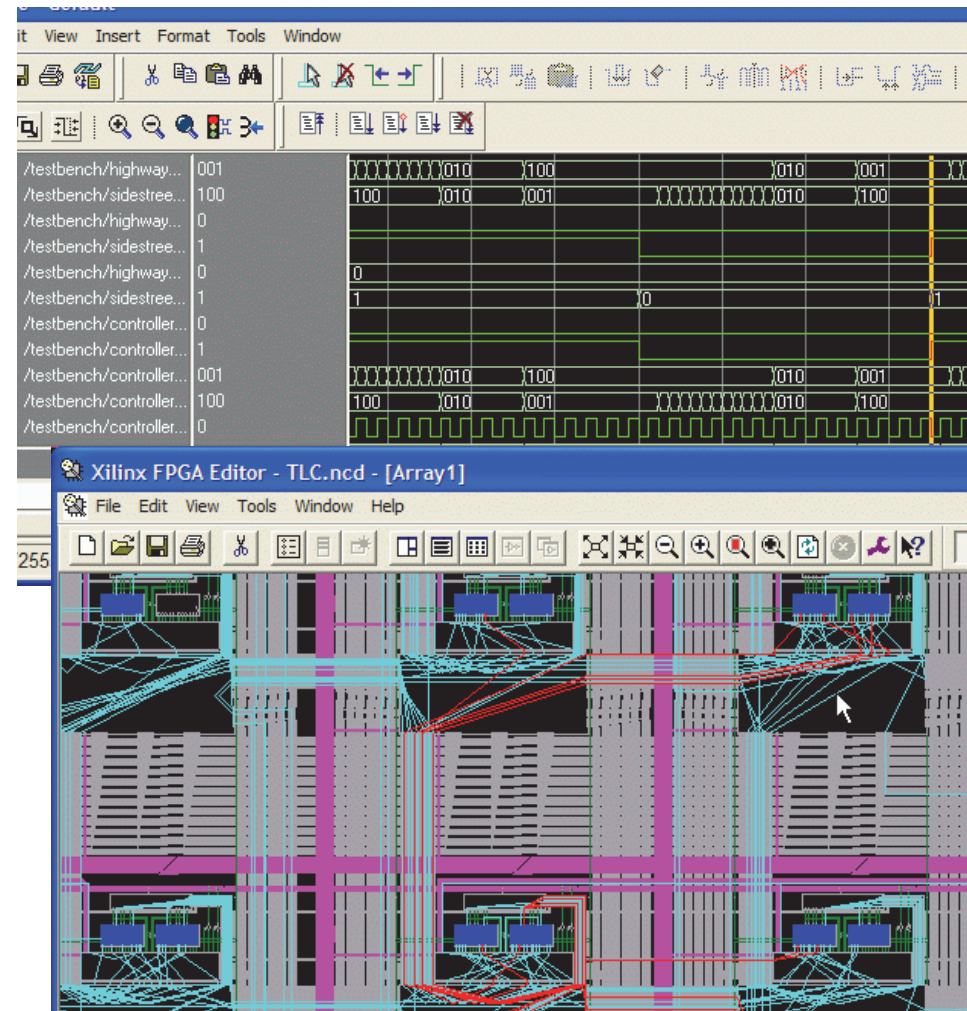 it View Insert Format Tools Window
/testbench/highway... 001 010 100 010 001
/testbench/sidestree... 100 100 010 001 010 100
/testbench/highway... 0
/testbench/sidestree... 1
/testbench/highway... 0 0
/testbench/sidestree... 1 1 0 1
/testbench/controller... 0
/testbench/controller... 1
/testbench/controller... 001 010 100 010 001
/testbench/controller... 100 100 010 001 010 100
/testbench/controller... 0
Xilinx FPGA Editor - TLC.ncd - [Array1]
File Edit View Tools Window Help
255